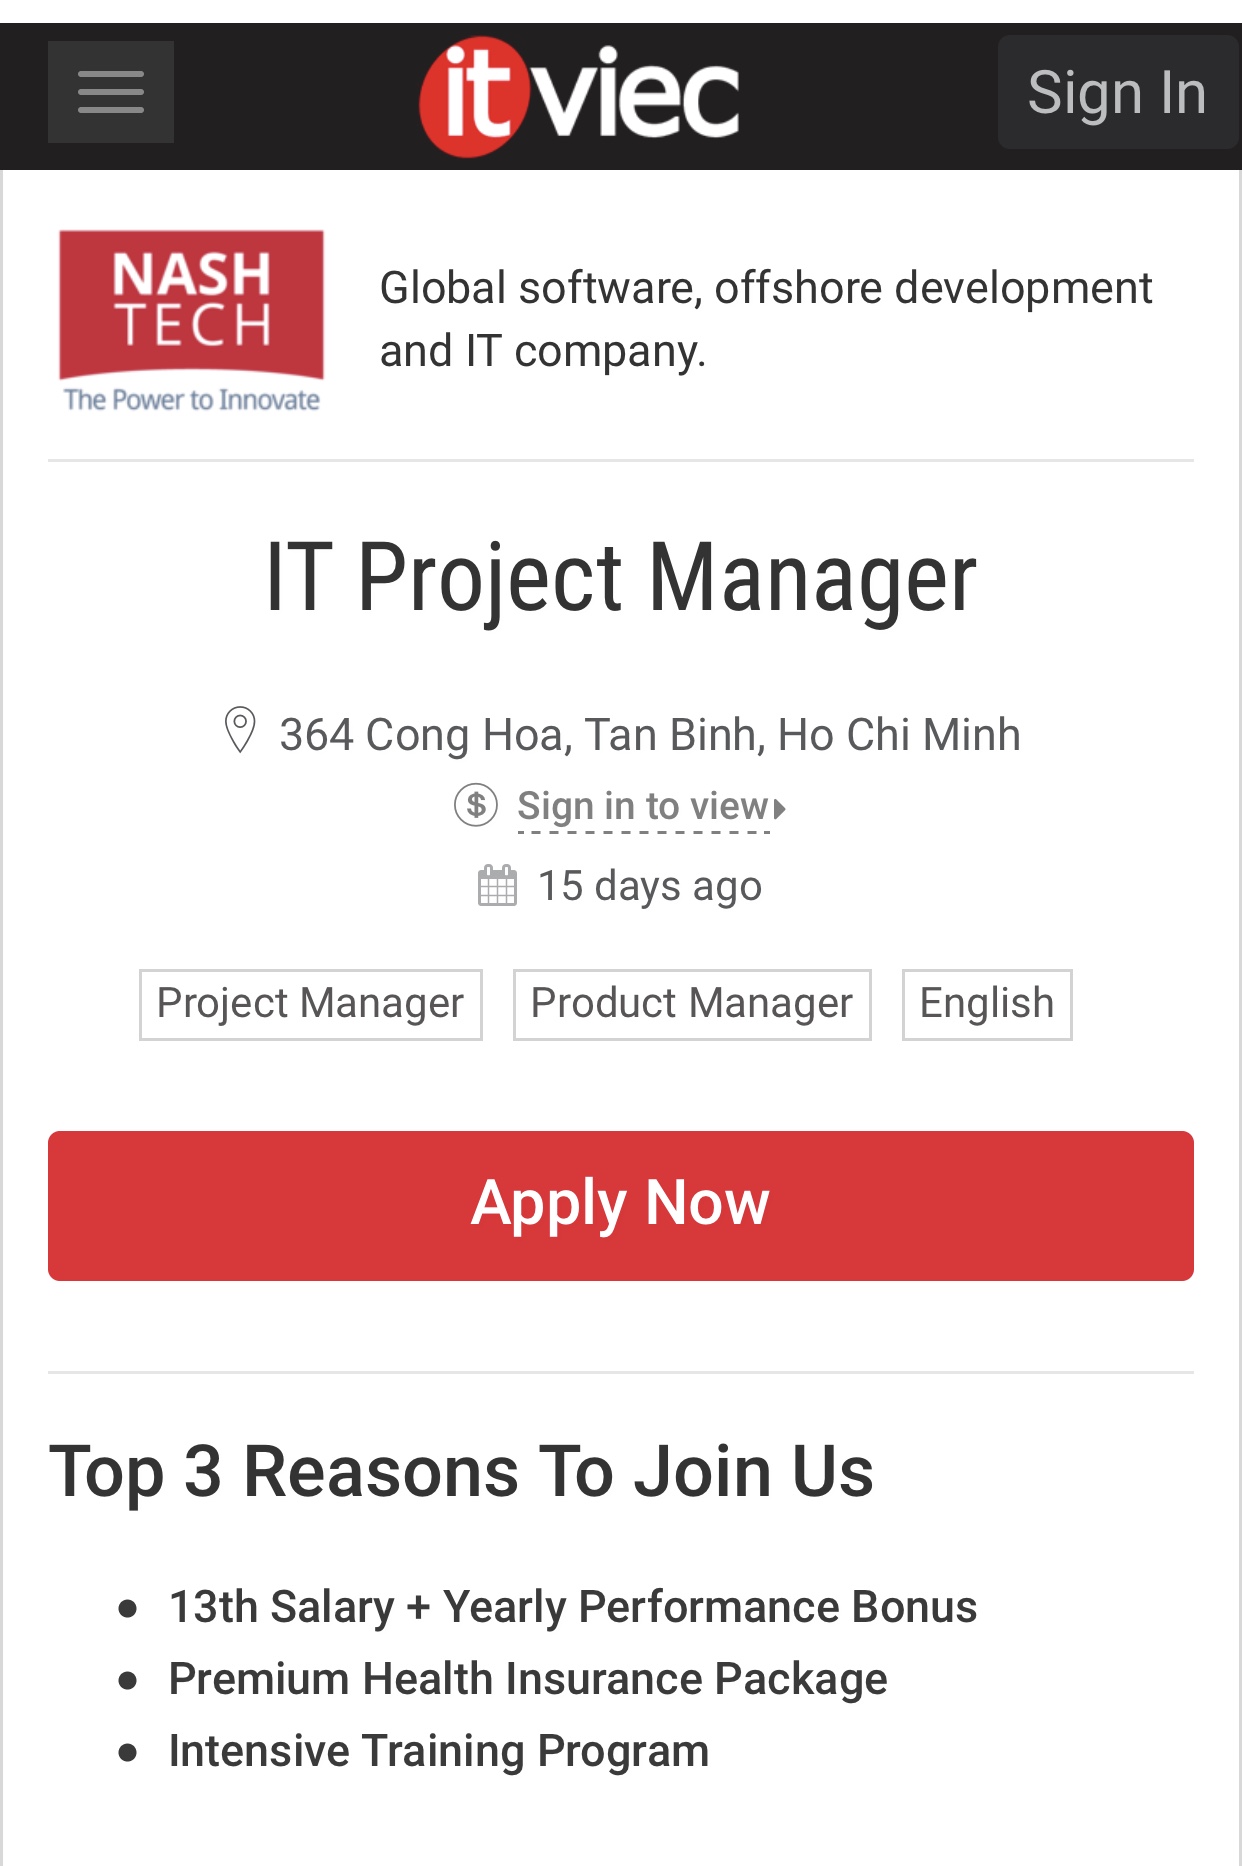 itviec
Sign In
NASH
TECH
The Power to Innovate
Global software, offshore development
and IT company.
IT Project Manager
364 Cong Hoa, Tan Binh, Ho Chi Minh
$ Sign in to view
15 days ago
Project Manager Product Manager English
Apply Now
Top 3 Reasons To Join Us
• 13th Salary + Yearly Performance Bonus
• Premium Health Insurance Package
• Intensive Training Program